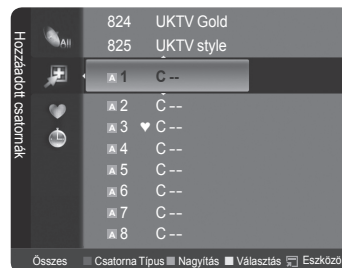 Hozzáadott csatornák
All
824 UKTV Gold
825 UKTV style
A 1 C --
A 2 C --
A 3 ♥ C --
A 4 C --
A 5 C --
A 6 C --
A 7 C --
A 8 C --
Összes Csatorna Típus Nagyítás Választás Eszközö